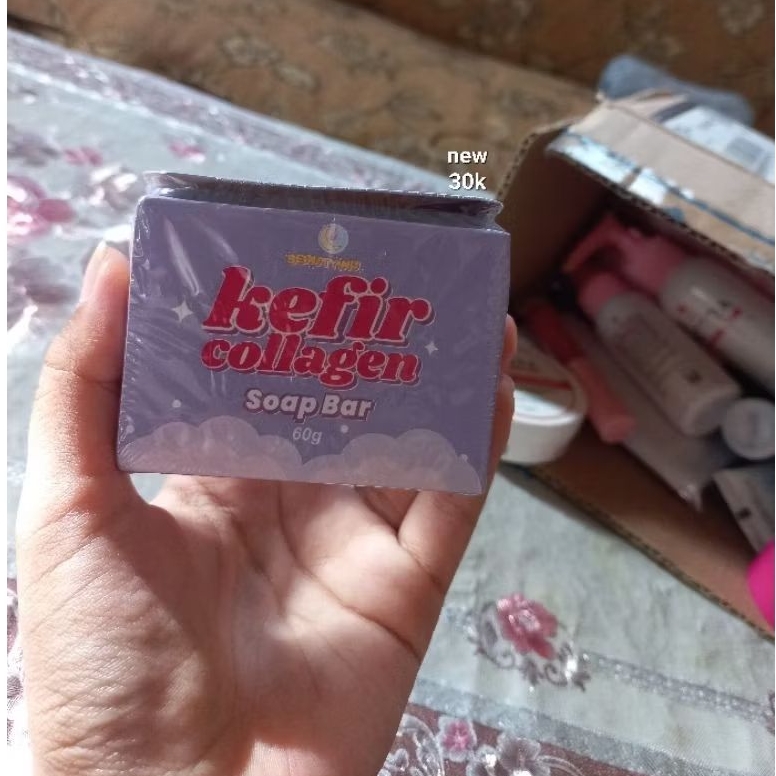 new
30k
kefir
collagen
Soap Bar
60g